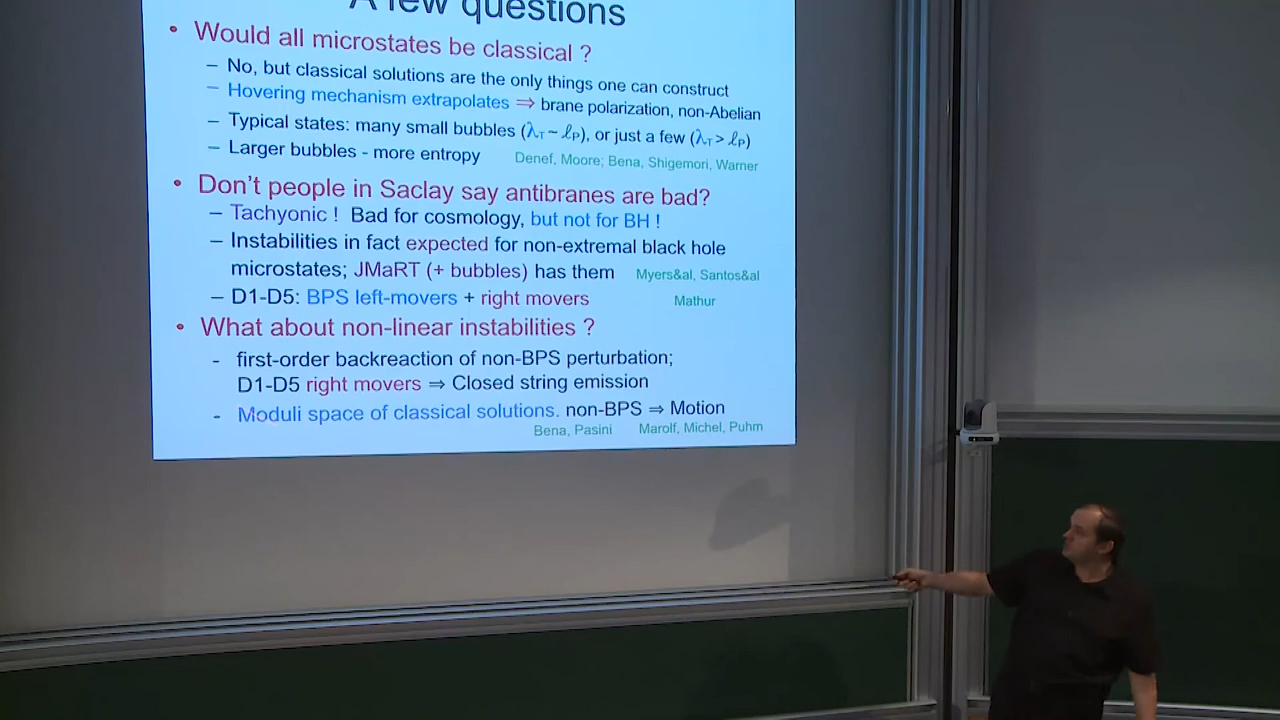 A few questions
• Would all microstates be classical ?
– No, but classical solutions are the only things one can construct
– Hovering mechanism extrapolates ⇒ brane polarization, non-Abelian
– Typical states: many small bubbles (λT ~ ℓP), or just a few (λT > ℓP)
– Larger bubbles - more entropy Denef, Moore; Bena, Shigemori, Warner
• Don't people in Saclay say antibranes are bad?
– Tachyonic ! Bad for cosmology, but not for BH !
– Instabilities in fact expected for non-extremal black hole
microstates; JMaRT (+ bubbles) has them Myers&al, Santos&al
– D1-D5: BPS left-movers + right movers Mathur
• What about non-linear instabilities ?
- first-order backreaction of non-BPS perturbation;
D1-D5 right movers ⇒ Closed string emission
- Moduli space of classical solutions. non-BPS ⇒ Motion
Bena, Pasini Marolf, Michel, Puhm